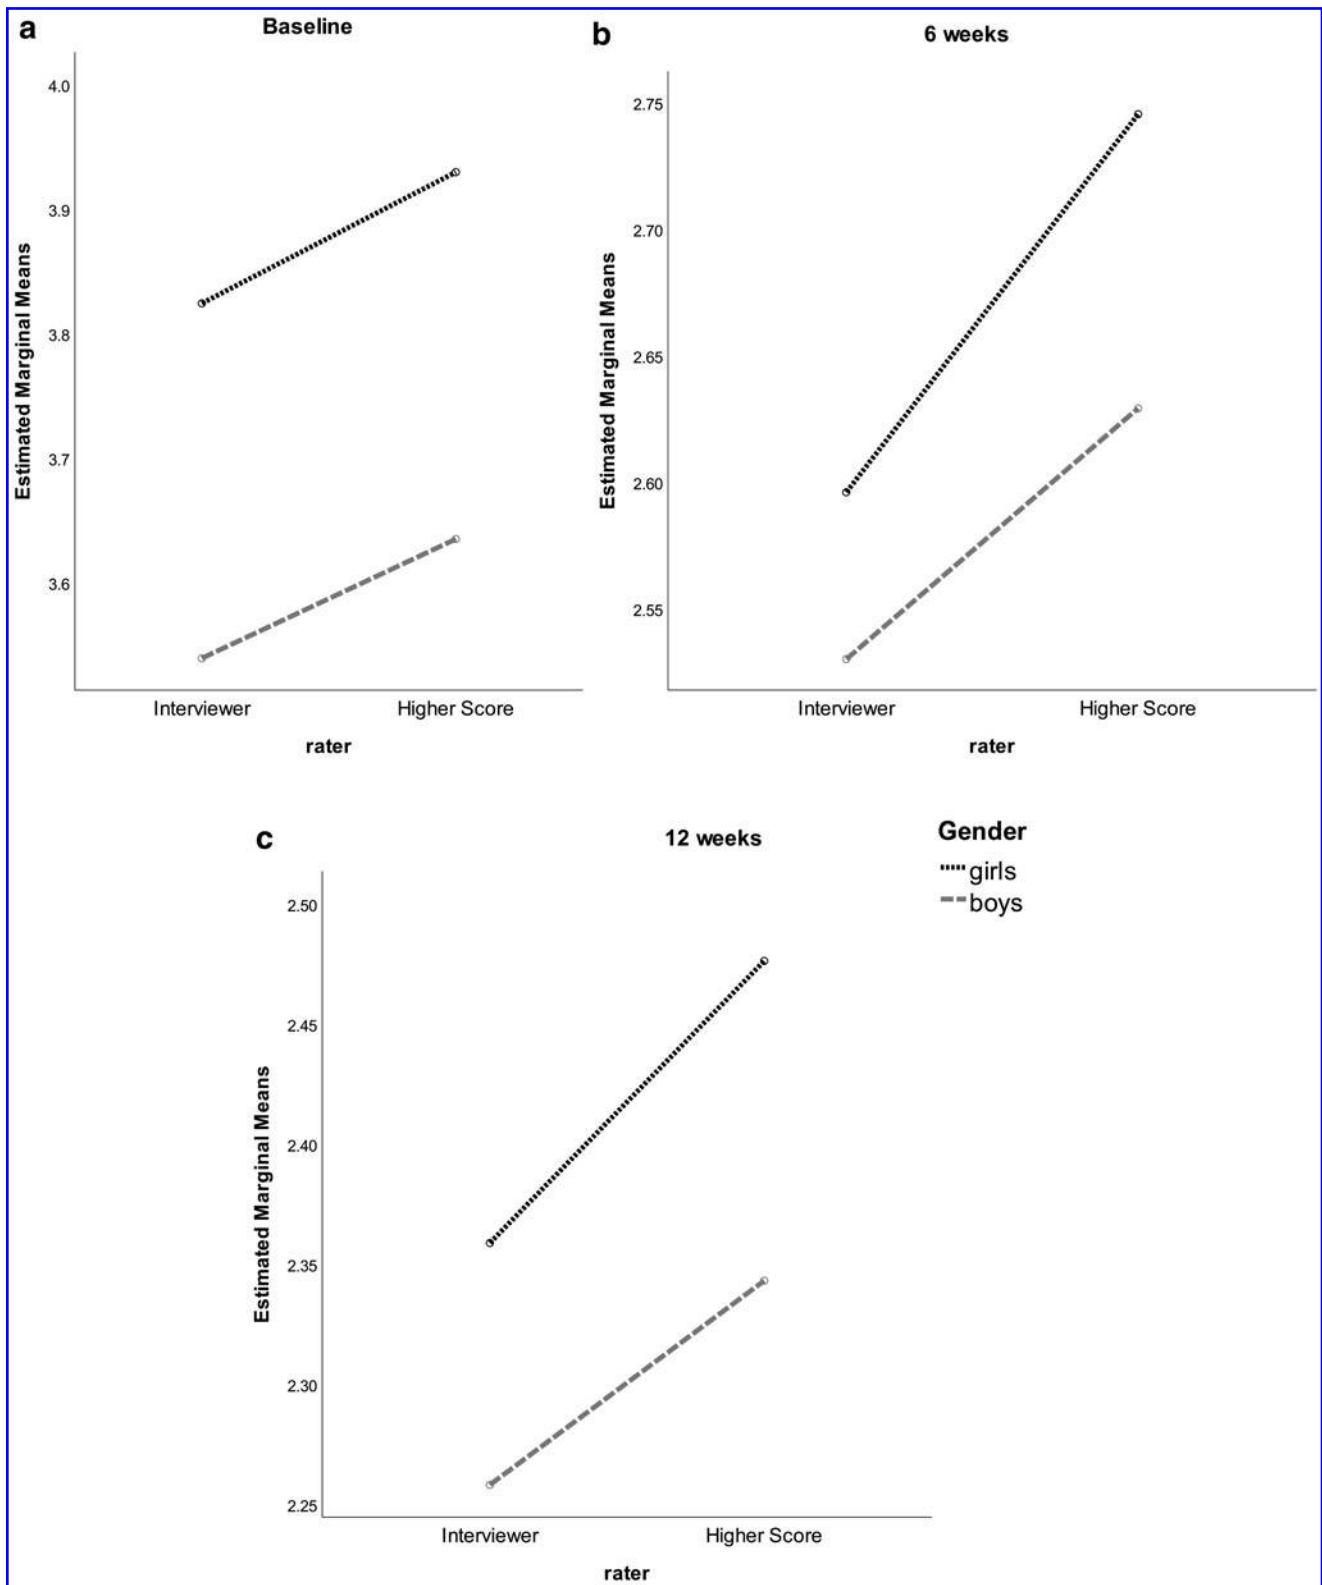 a
Baseline
4.0
3.9
3.8
3.7
3.6
Estimated Marginal Means
Interviewer
Higher Score
rater
b
6 weeks
2.75
2.70
2.65
2.60
2.55
Estimated Marginal Means
Interviewer
Higher Score
rater
c
12 weeks
2.50
2.45
2.40
2.35
2.30
2.25
Estimated Marginal Means
Interviewer
Higher Score
rater
Gender
girls
boys